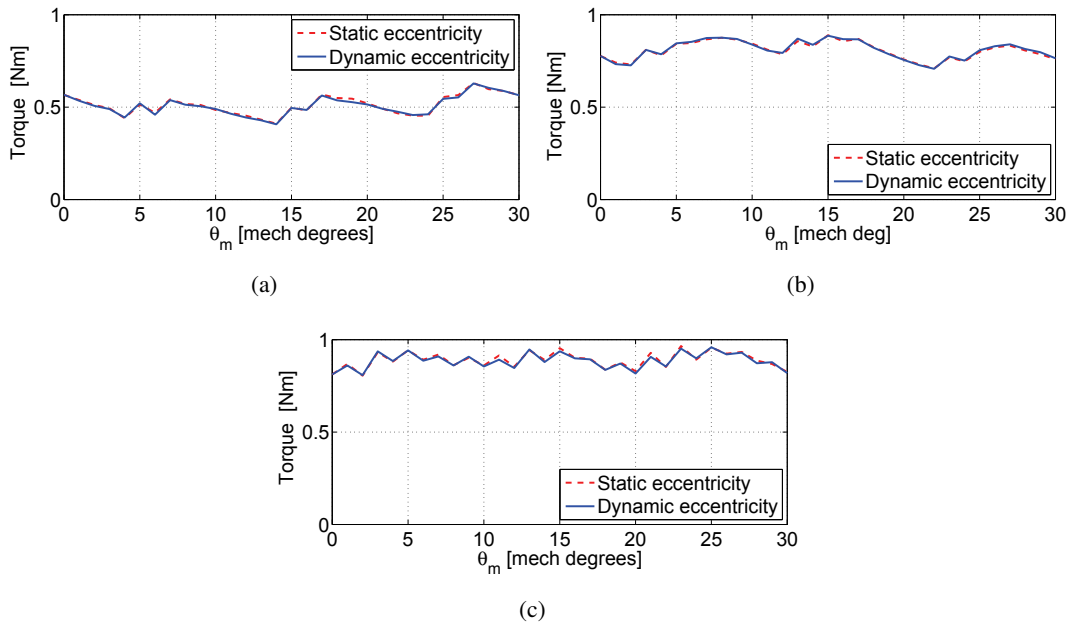 1
0.5
0
Torque [Nm]
Static eccentricity
Dynamic eccentricity
0 5 10 15 20 25 30
θ_m [mech degrees]
(a)
1
0.5
0
Torque [Nm]
Static eccentricity
Dynamic eccentricity
0 5 10 15 20 25 30
θ_m [mech deg]
(b)
1
0.5
0
Torque [Nm]
Static eccentricity
Dynamic eccentricity
0 5 10 15 20 25 30
θ_m [mech degrees]
(c)